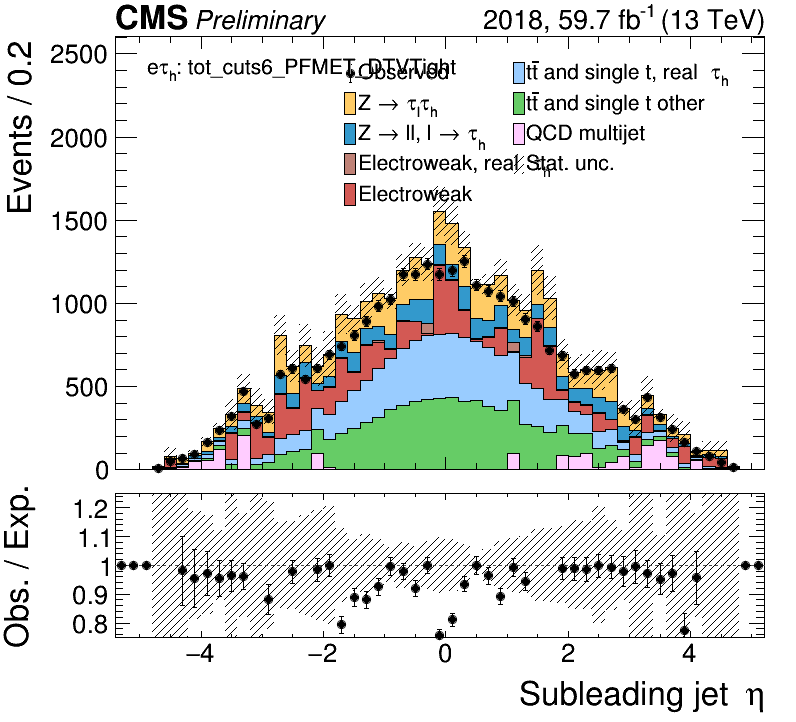 CMS Preliminary 2018, 59.7 fb⁻¹ (13 TeV)
eτh: tot_cuts6_PFMET_DTVTight
Observed
Z → τlτh
Z → ll, l → τh
Electroweak, real τh
Electroweak
tt̄ and single t, real τh
tt̄ and single t other
QCD multijet
Stat. unc.
Events / 0.2
2500
2000
1500
1000
500
0
Obs. / Exp.
1.2
1.1
1
0.9
0.8
−4 −2 0 2 4
Subleading jet η